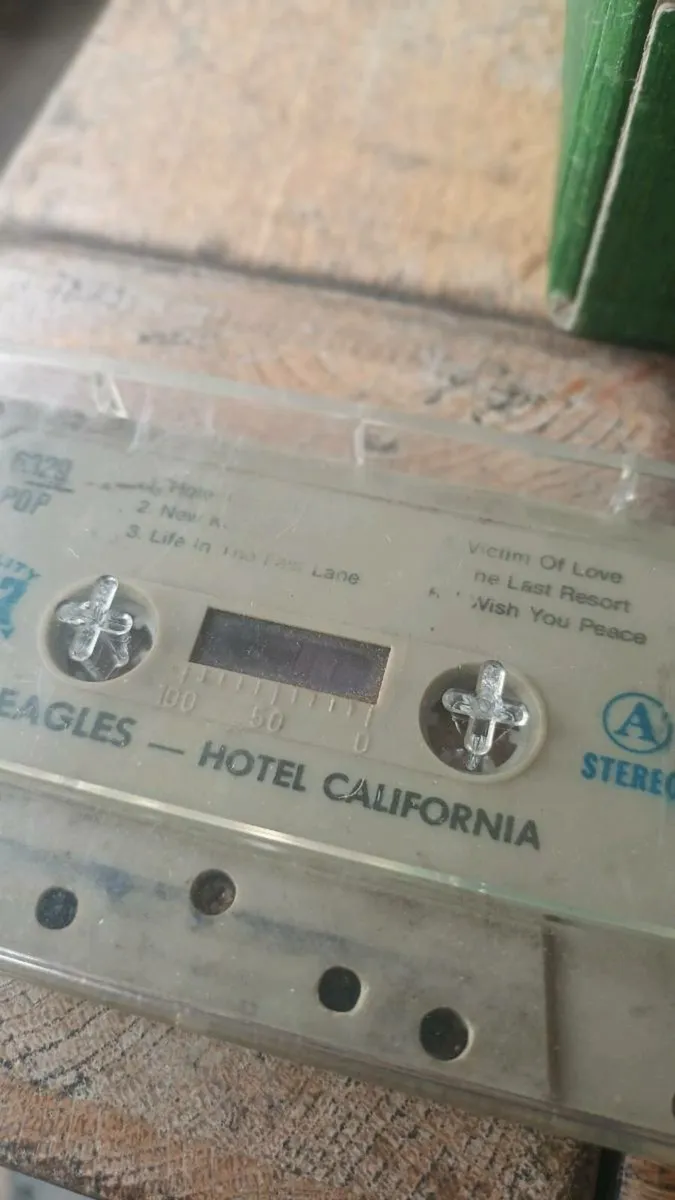 6329
POP
2 New
3. Life In The Fast Lane
Victim Of Love
Last Resort
Wish You Peace
LITY
100 50 0
EAGLES — HOTEL CALIFORNIA
A
STEREO